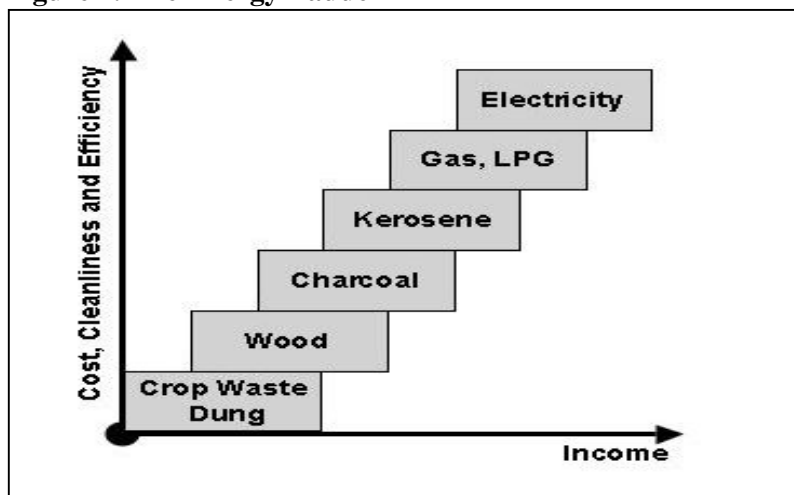 Cost, Cleanliness and Efficiency
Electricity
Gas, LPG
Kerosene
Charcoal
Wood
Crop Waste
Dung
Income